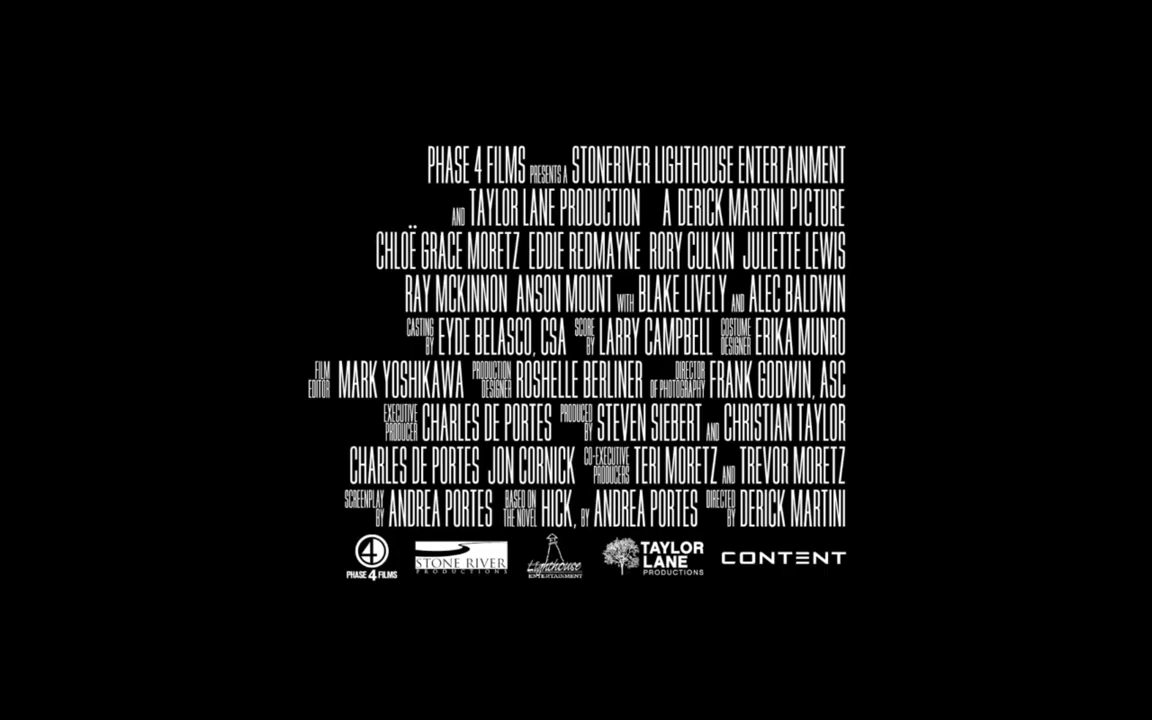 PHASE 4 FILMS PRESENTS A STONERIVER LIGHTHOUSE ENTERTAINMENT
AND TAYLOR LANE PRODUCTION A DERICK MARTINI PICTURE
CHLOË GRACE MORETZ EDDIE REDMAYNE RORY CULKIN JULIETTE LEWIS
RAY MCKINNON ANSON MOUNT WITH BLAKE LIVELY AND ALEC BALDWIN
CASTING BY EYDE BELASCO, CSA SCORE BY LARRY CAMPBELL COSTUME DESIGNER ERIKA MUNRO
FILM EDITOR MARK YOSHIKAWA PRODUCTION DESIGNER ROSHELLE BERLINER DIRECTOR OF PHOTOGRAPHY FRANK GODWIN, ASC
EXECUTIVE PRODUCER CHARLES DE PORTES PRODUCED BY STEVEN SIEBERT AND CHRISTIAN TAYLOR
CHARLES DE PORTES JON CORNICK CO-EXECUTIVE PRODUCERS TERI MORETZ AND TREVOR MORETZ
SCREENPLAY BY ANDREA PORTES BASED ON THE NOVEL HICK, BY ANDREA PORTES DIRECTED BY DERICK MARTINI
4 PHASE 4 FILMS
STONE RIVER PRODUCTIONS
Lighthouse ENTERTAINMENT
TAYLOR LANE PRODUCTIONS
CONTENT